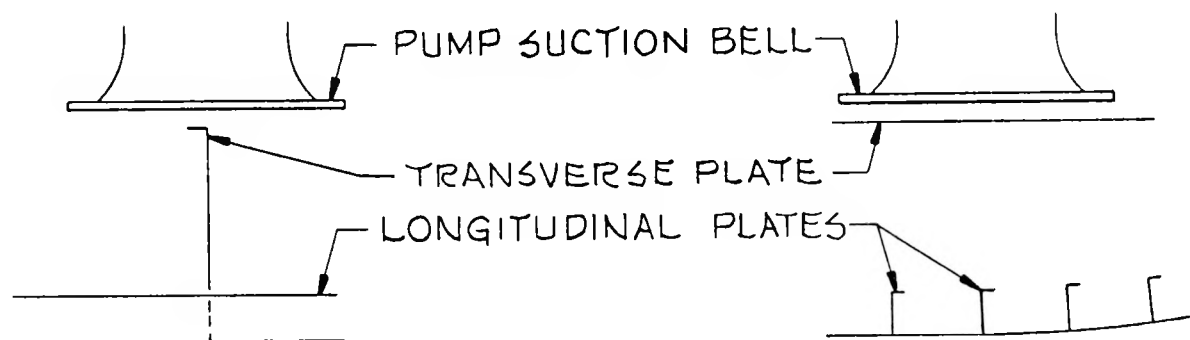 PUMP SUCTION BELL
TRANSVERSE PLATE
LONGITUDINAL PLATES